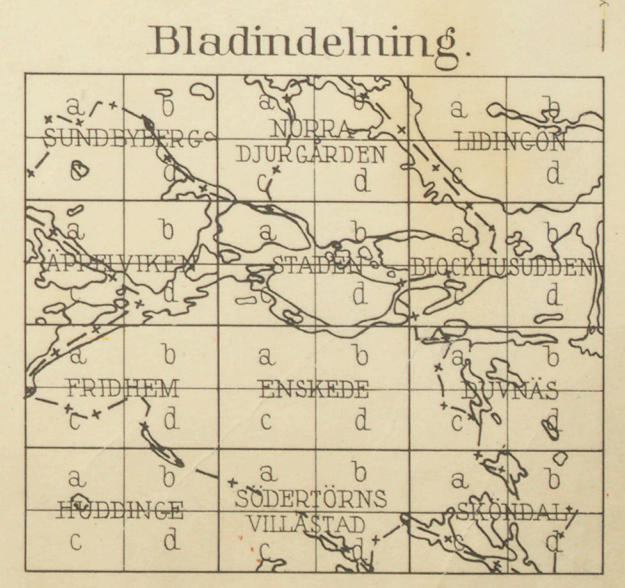 Bladindelning.
a b a b a b
SUNDBYBERG NORRA DJURGÅRDEN LIDINGÖN
c d c d c d
a b a b a b
ÄPPELVIKEN STADEN BLOCKHUSUDDEN
d c d c d
a b a b a b
FRIDHEM ENSKEDE DUVNÄS
c d c d c d
a b a b a b
HUDDINGE SÖDERTÖRNS VILLASTAD SKÖNDAL
c d c d c d